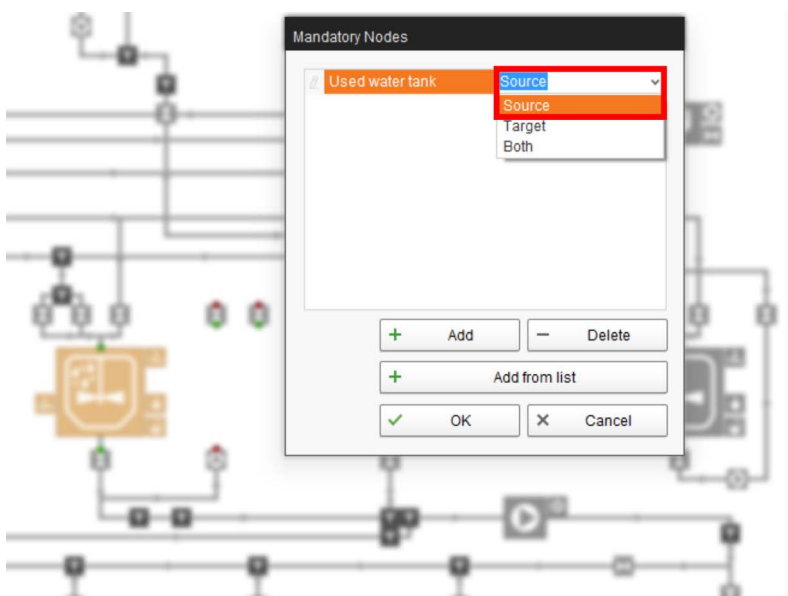 Mandatory Nodes
Used water tank Source
Source
Target
Both
+ Add − Delete
+ Add from list
OK Cancel